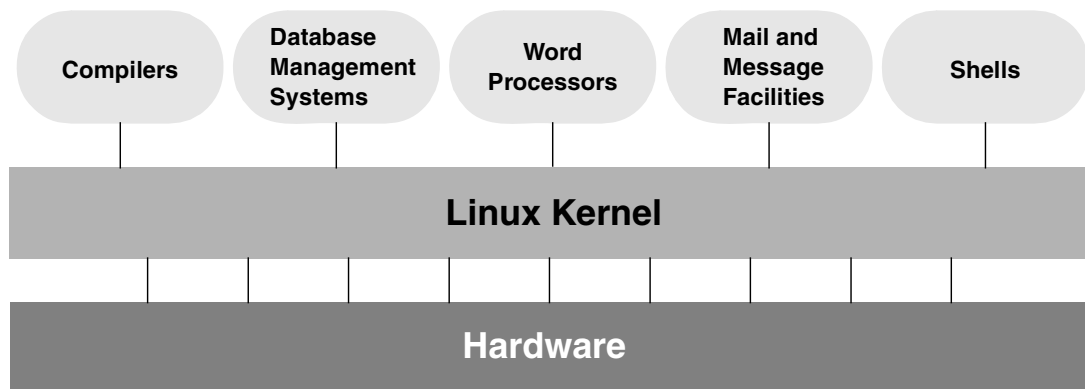 Compilers
Database
Management
Systems
Word
Processors
Mail and
Message
Facilities
Shells
Linux Kernel
Hardware